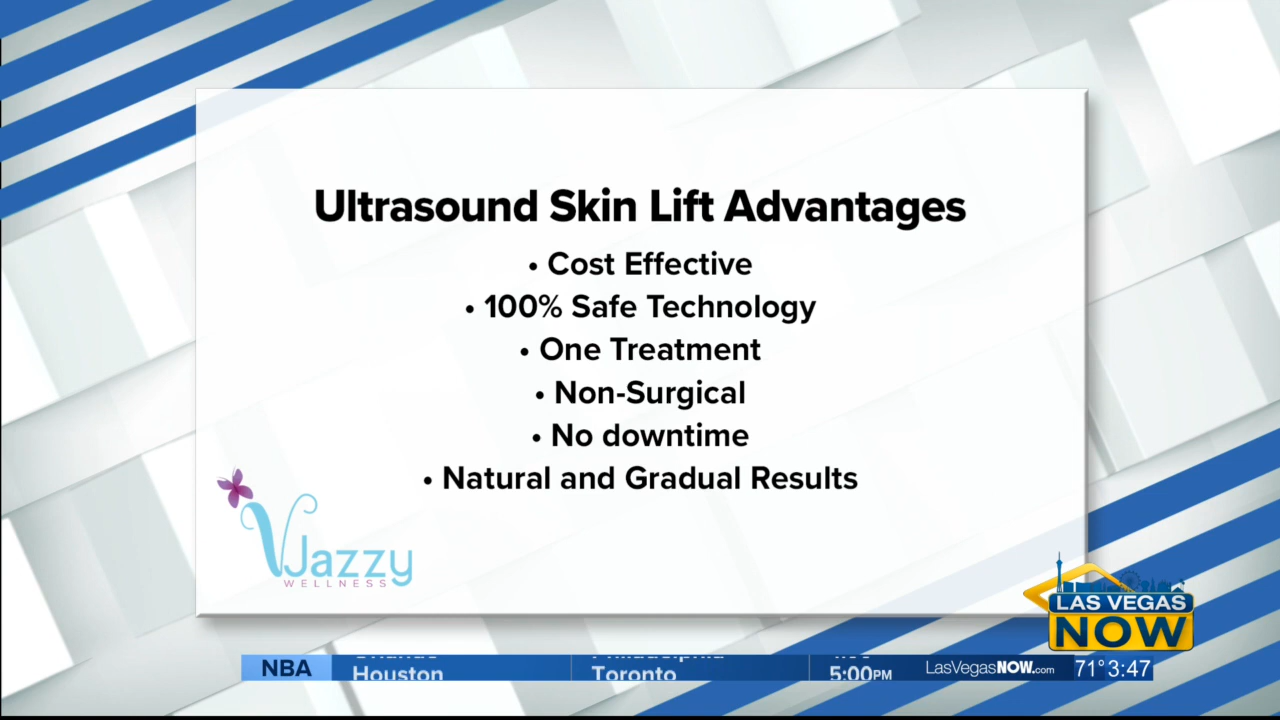 Ultrasound Skin Lift Advantages
• Cost Effective
• 100% Safe Technology
• One Treatment
• Non-Surgical
• No downtime
• Natural and Gradual Results
VJazzy
WELLNESS
LAS VEGAS
NOW
NBA
Houston
Toronto
5:00PM
LasVegasNOW.com
71° 3:47